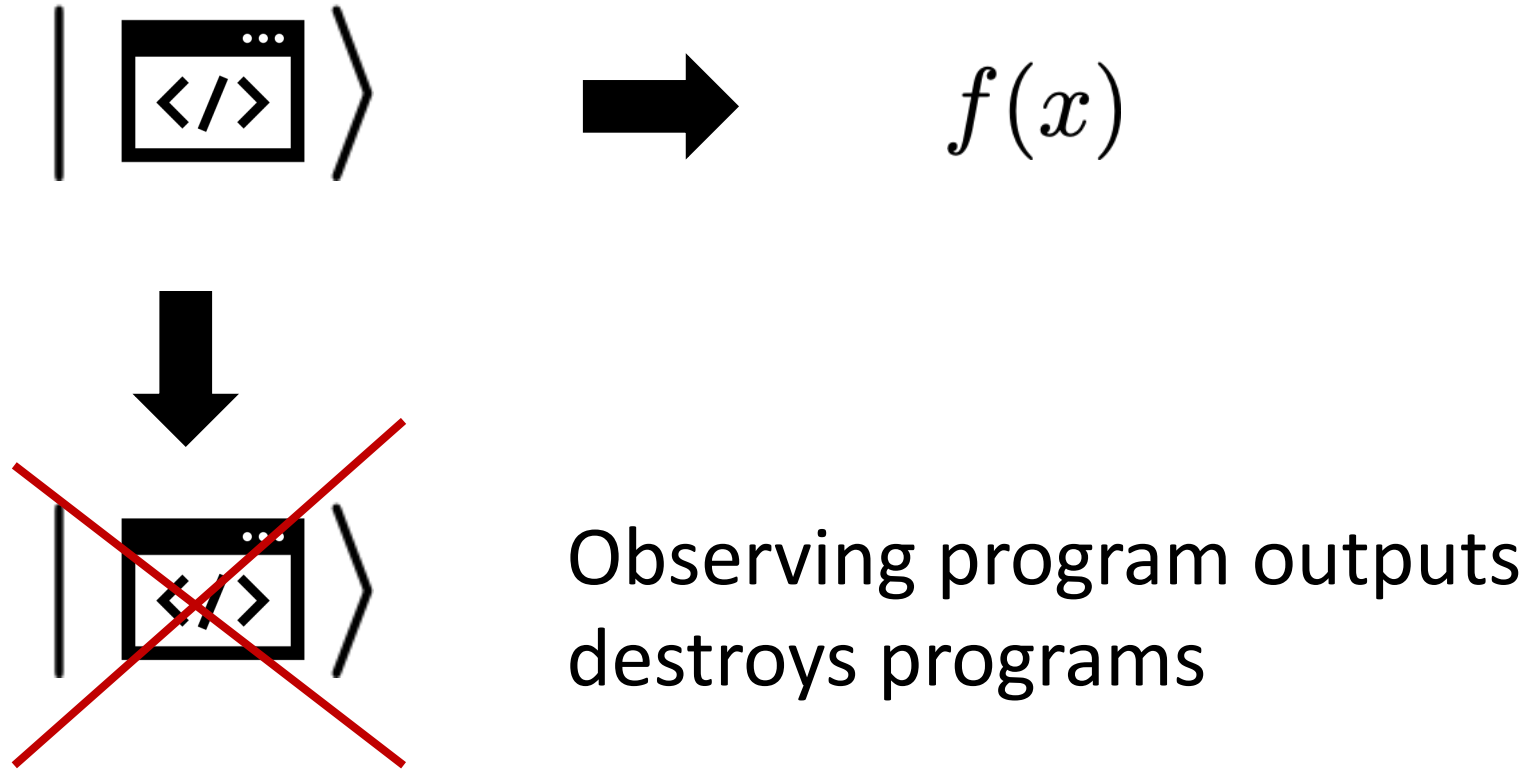 | </> ⟩ f(x)
| </> ⟩
Observing program outputs
destroys programs